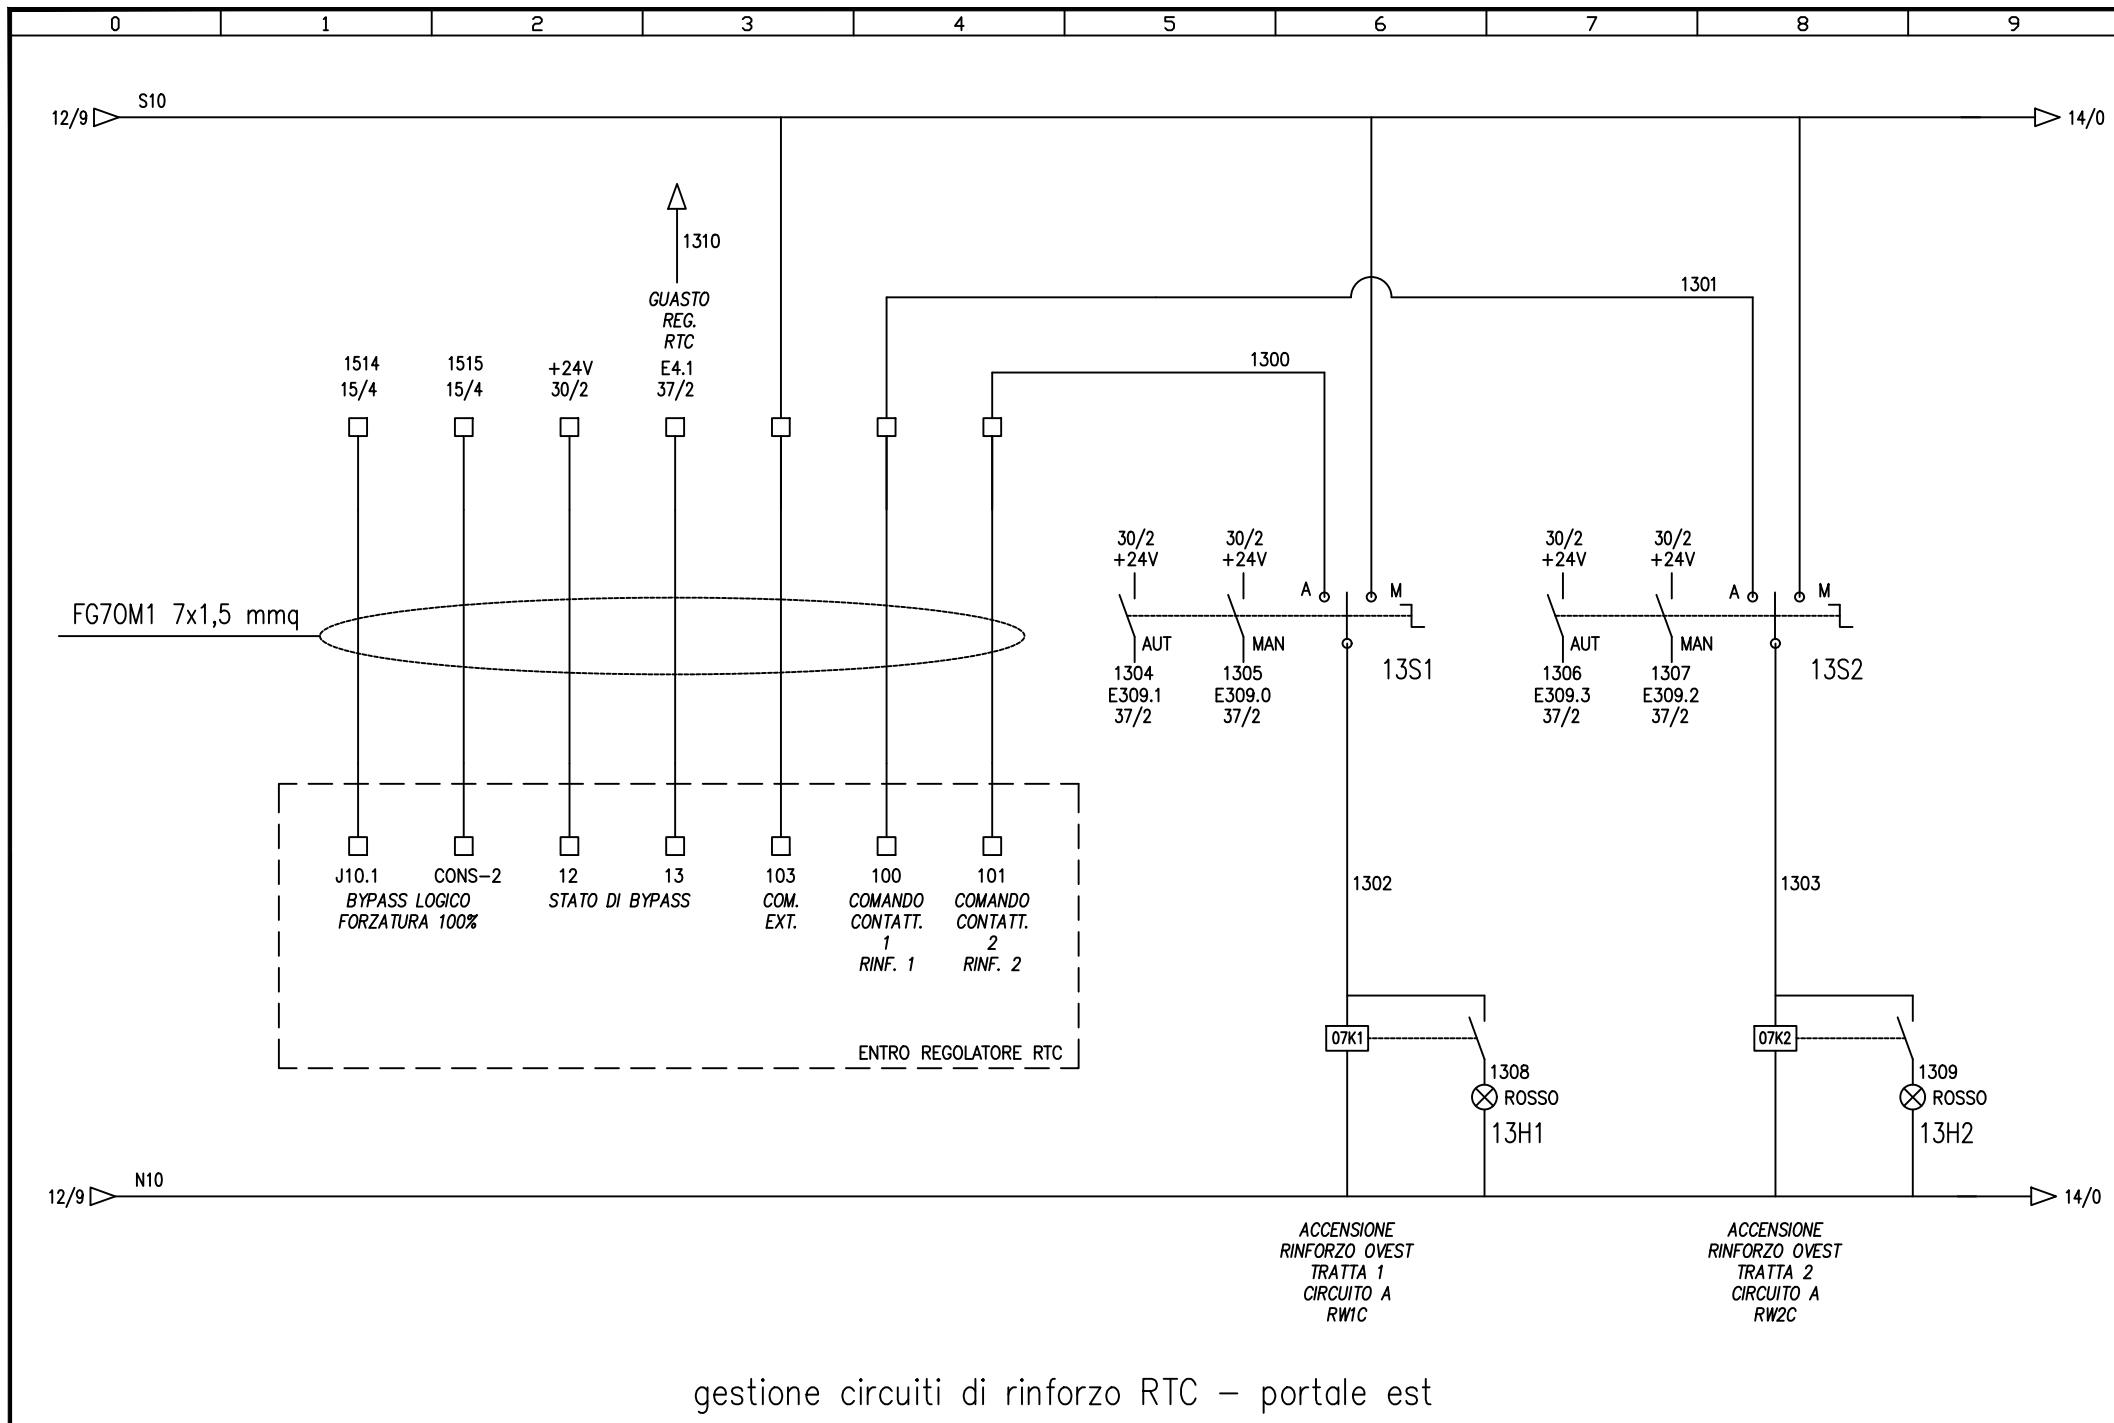 0 1 2 3 4 5 6 7 8 9
S10
12/9 14/0
1310
GUASTO
REG.
RTC
1301
1300
1514 1515 +24V E4.1
15/4 15/4 30/2 37/2
30/2 30/2 30/2 30/2
+24V +24V +24V +24V
A M A M
FG7OM1 7x1,5 mmq
AUT MAN AUT MAN
13S1 13S2
1304 1305 1306 1307
E309.1 E309.0 E309.3 E309.2
37/2 37/2 37/2 37/2
J10.1 CONS-2 12 13 103 100 101
1302 1303
BYPASS LOGICO
FORZATURA 100%
STATO DI BYPASS
COM.
EXT.
COMANDO
CONTATT.
1
RINF. 1
COMANDO
CONTATT.
2
RINF. 2
ENTRO REGOLATORE RTC
07K1 07K2
1308 1309
ROSSO ROSSO
13H1 13H2
N10
12/9 14/0
ACCENSIONE
RINFORZO OVEST
TRATTA 1
CIRCUITO A
RW1C
ACCENSIONE
RINFORZO OVEST
TRATTA 2
CIRCUITO A
RW2C
gestione circuiti di rinforzo RTC – portale est